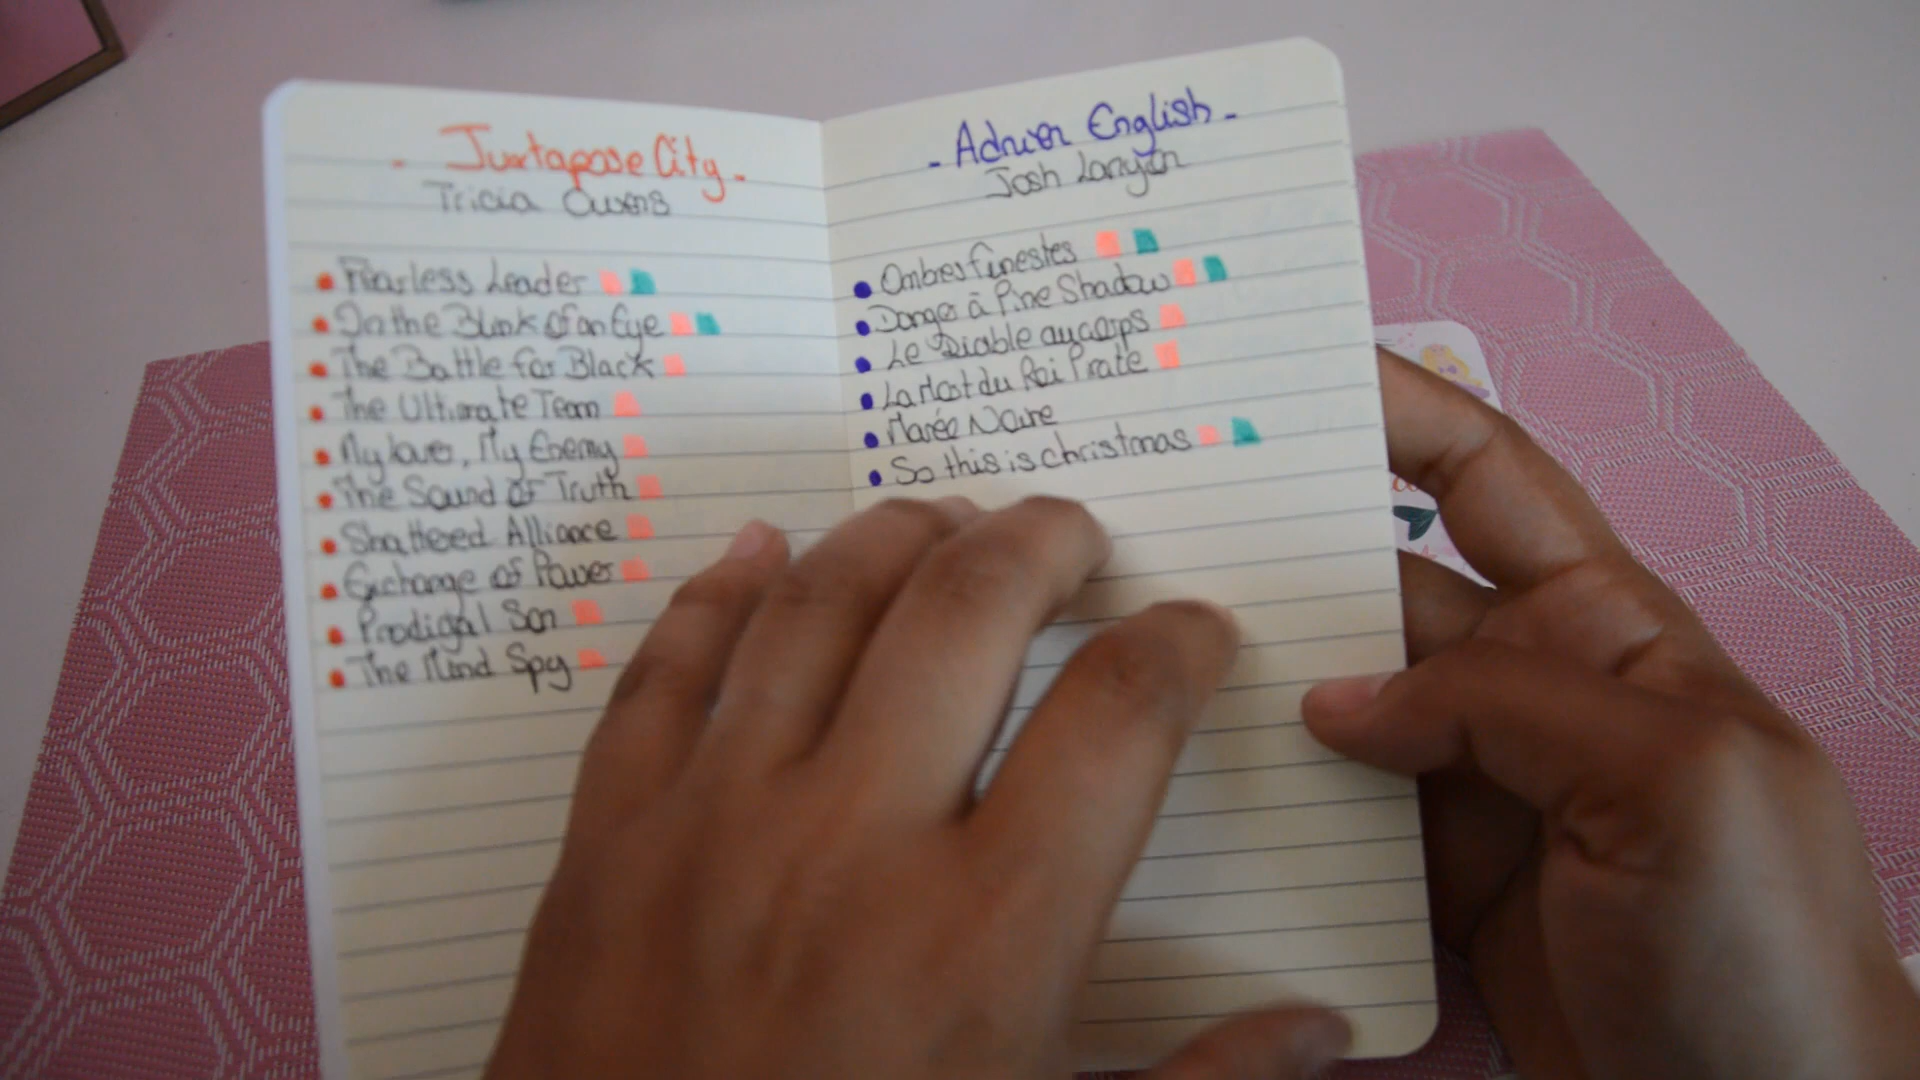 - Juxtapose City -
Tricia Owens
Fearless Leader
In the Blink Of an Eye
The Battle for Black
The Ultimate Team
My lover, My Enemy
The Sound of Truth
Shattered Alliance
Exchange of Power
Prodigal Son
The Mind Spy
- Adrien English -
Josh Lanyon
Ombres funestes
Danger à Pine Shadow
Le Diable au corps
La Mort du Roi Pirate
Marée Noire
So this is christmas